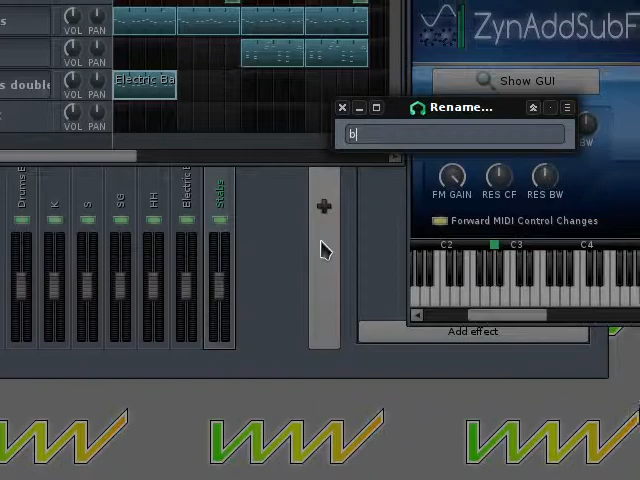 s
VOL PAN
VOL PAN
s double
Electric Ba
VOL PAN
VOL PAN
ZynAddSubF
Show GUI
Rename...
b
BW
FM GAIN RES CF RES BW
Forward MIDI Control Changes
C2 C3 C4
Drums
K
S
SG
HH
Electric
Stabs
Add effect